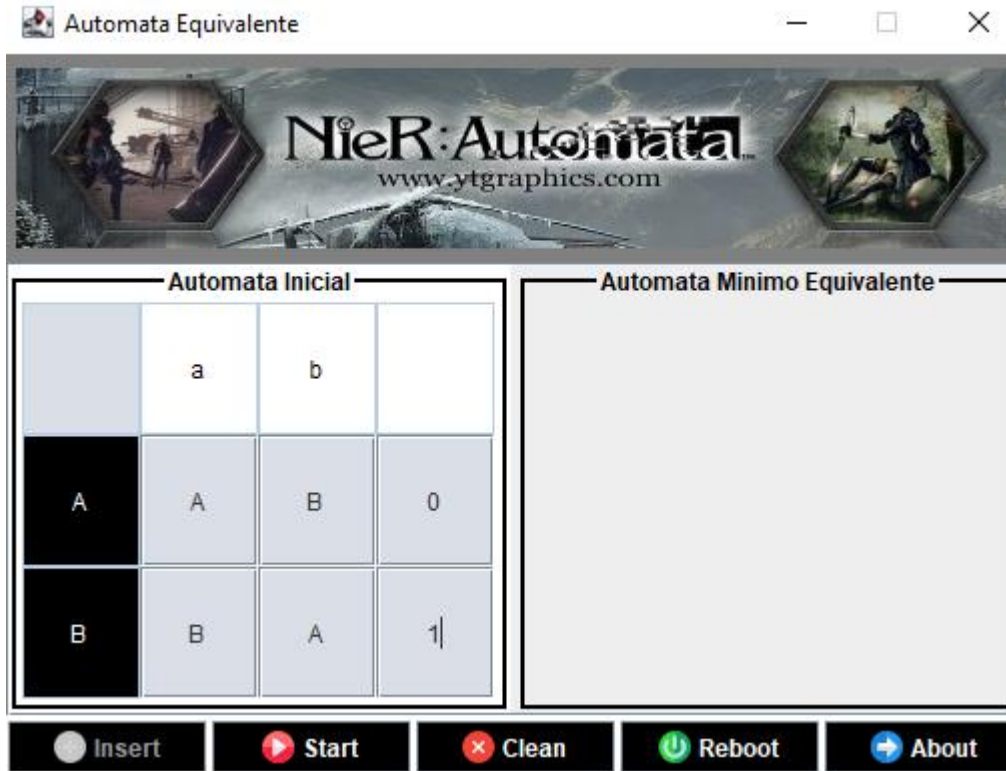 Automata Equivalente
NieR:Automata
www.ytgraphics.com
Automata Inicial
a b
A A B 0
B B A 1
Automata Minimo Equivalente
Insert Start Clean Reboot About